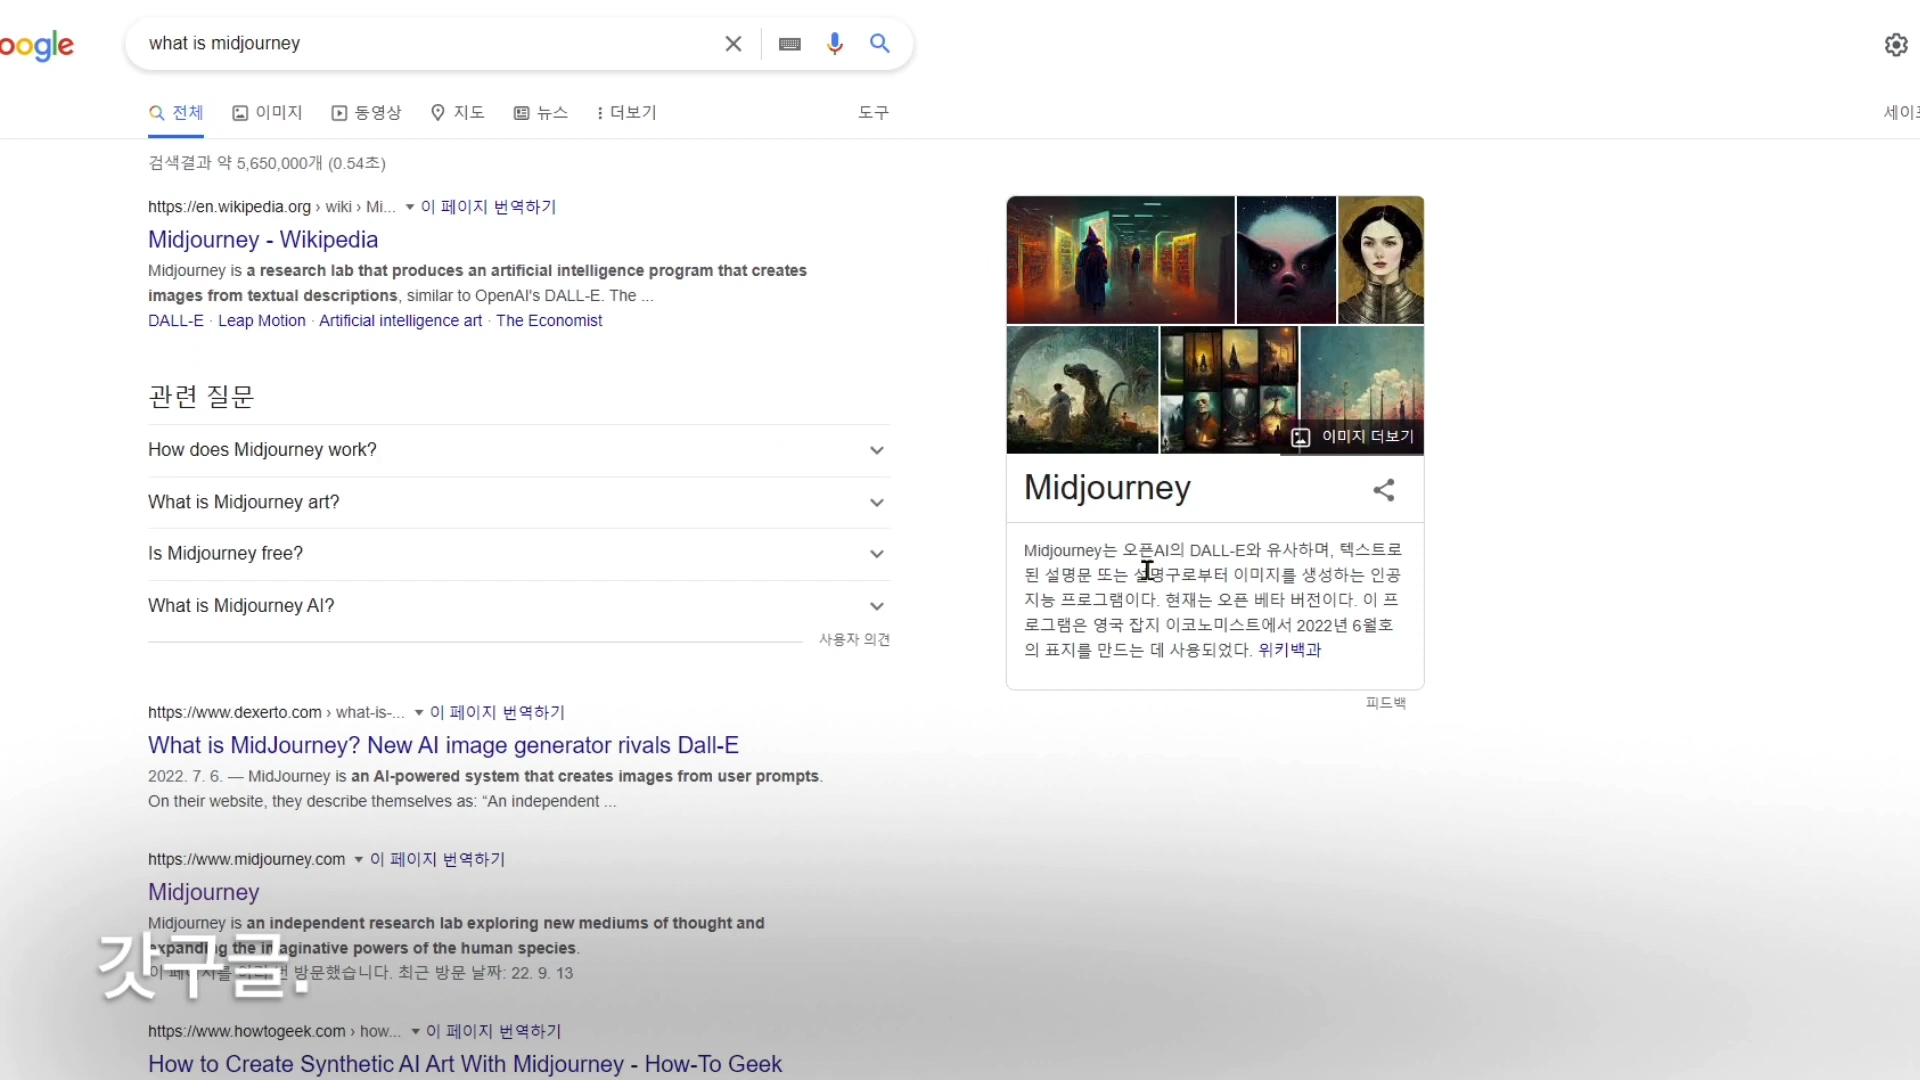 oogle
what is midjourney
전체
이미지
동영상
지도
뉴스
더보기
도구
검색결과 약 5,650,000개 (0.54초)
https://en.wikipedia.org › wiki › Mi... 이 페이지 번역하기
Midjourney - Wikipedia
Midjourney is a research lab that produces an artificial intelligence program that creates
images from textual descriptions, similar to OpenAI's DALL-E. The ...
DALL-E · Leap Motion · Artificial intelligence art · The Economist
관련 질문
How does Midjourney work?
What is Midjourney art?
Is Midjourney free?
What is Midjourney AI?
사용자 의견
https://www.dexerto.com › what-is-... 이 페이지 번역하기
What is MidJourney? New AI image generator rivals Dall-E
2022. 7. 6. — MidJourney is an AI-powered system that creates images from user prompts.
On their website, they describe themselves as: “An independent ...
https://www.midjourney.com 이 페이지 번역하기
Midjourney
Midjourney is an independent research lab exploring new mediums of thought and
expanding the imaginative powers of the human species.
방문했습니다. 최근 방문 날짜: 22. 9. 13
갓구글.
https://www.howtogeek.com › how... 이 페이지 번역하기
How to Create Synthetic AI Art With Midjourney - How-To Geek
이미지 더보기
Midjourney
Midjourney는 오픈AI의 DALL-E와 유사하며, 텍스트로
된 설명문 또는 설명구로부터 이미지를 생성하는 인공
지능 프로그램이다. 현재는 오픈 베타 버전이다. 이 프
로그램은 영국 잡지 이코노미스트에서 2022년 6월호
의 표지를 만드는 데 사용되었다. 위키백과
피드백